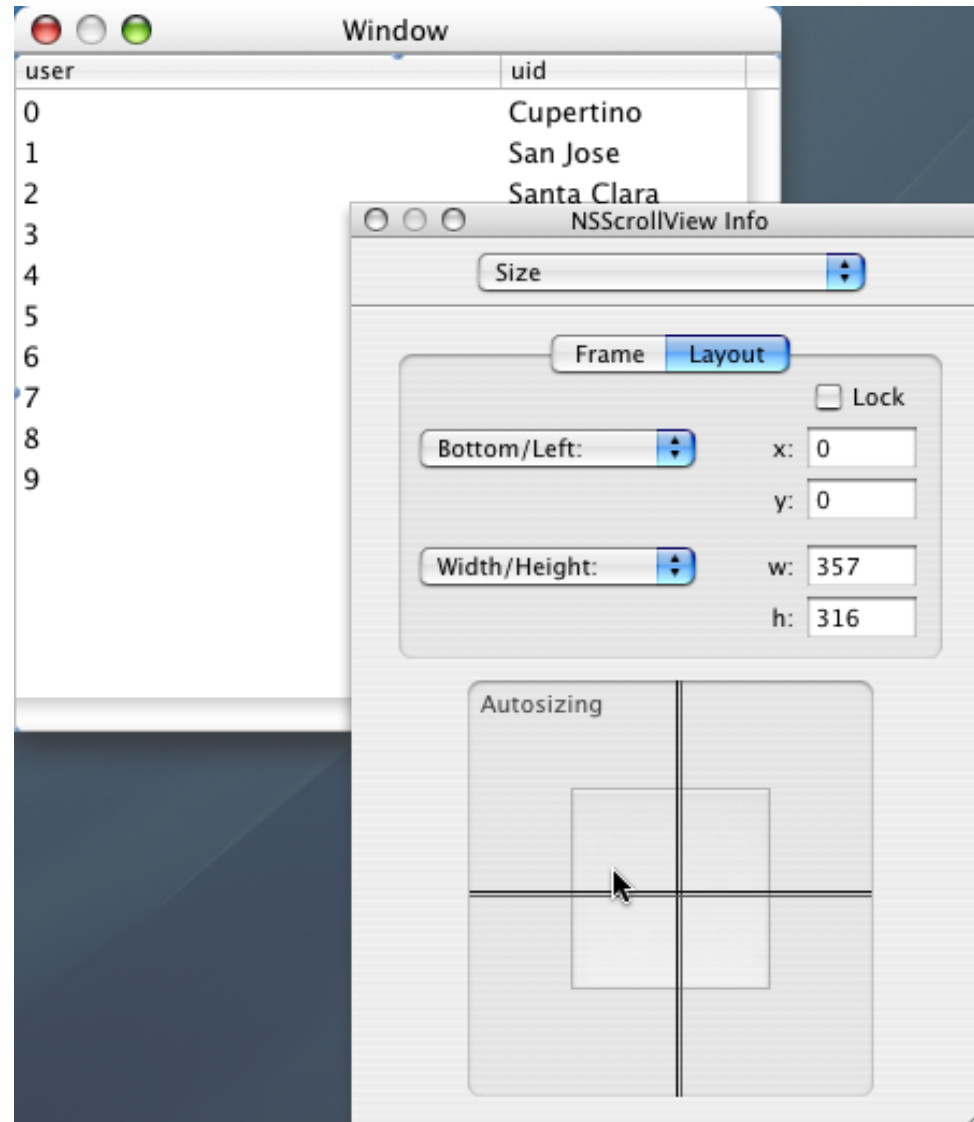 Window
user uid
0 Cupertino
1 San Jose
2 Santa Clara
3
4
5
6
7
8
9
NSScrollView Info
Size
Frame Layout
Lock
Bottom/Left: x: 0
y: 0
Width/Height: w: 357
h: 316
Autosizing